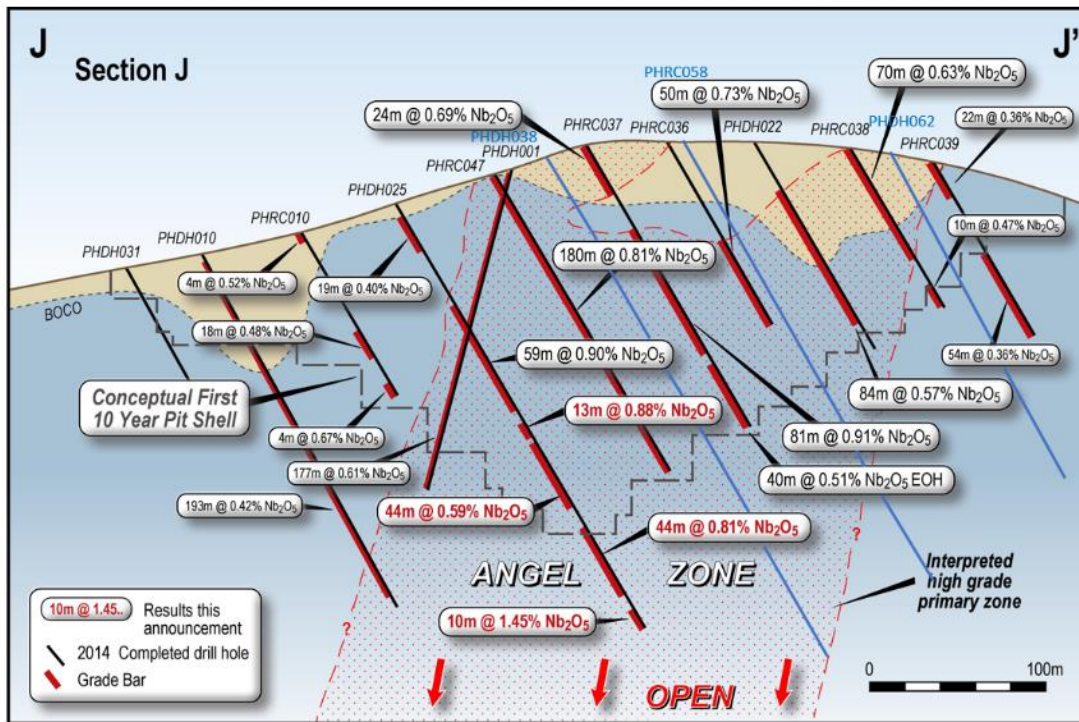 J
J'
Section J
70m @ 0.63% Nb₂O₅
PHRC058
50m @ 0.73% Nb₂O₅
24m @ 0.69% Nb₂O₅
22m @ 0.36% Nb₂O₅
PHDH038
PHRC037
PHRC036
PHDH022
PHRC038
PHDH062
PHRC039
PHDH001
PHRC047
PHDH025
PHRC010
PHDH010
PHDH031
10m @ 0.47% Nb₂O₅
180m @ 0.81% Nb₂O₅
4m @ 0.52% Nb₂O₅
19m @ 0.40% Nb₂O₅
BOCO
18m @ 0.48% Nb₂O₅
59m @ 0.90% Nb₂O₅
54m @ 0.36% Nb₂O₅
Conceptual First
10 Year Pit Shell
84m @ 0.57% Nb₂O₅
13m @ 0.88% Nb₂O₅
4m @ 0.67% Nb₂O₅
81m @ 0.91% Nb₂O₅
177m @ 0.61% Nb₂O₅
40m @ 0.51% Nb₂O₅ EOH
193m @ 0.42% Nb₂O₅
44m @ 0.59% Nb₂O₅
44m @ 0.81% Nb₂O₅
?
ANGEL ZONE
Interpreted
high grade
primary zone
10m @ 1.45% Nb₂O₅
?
10m @ 1.45.. Results this
announcement
2014 Completed drill hole
Grade Bar
OPEN
0 100m